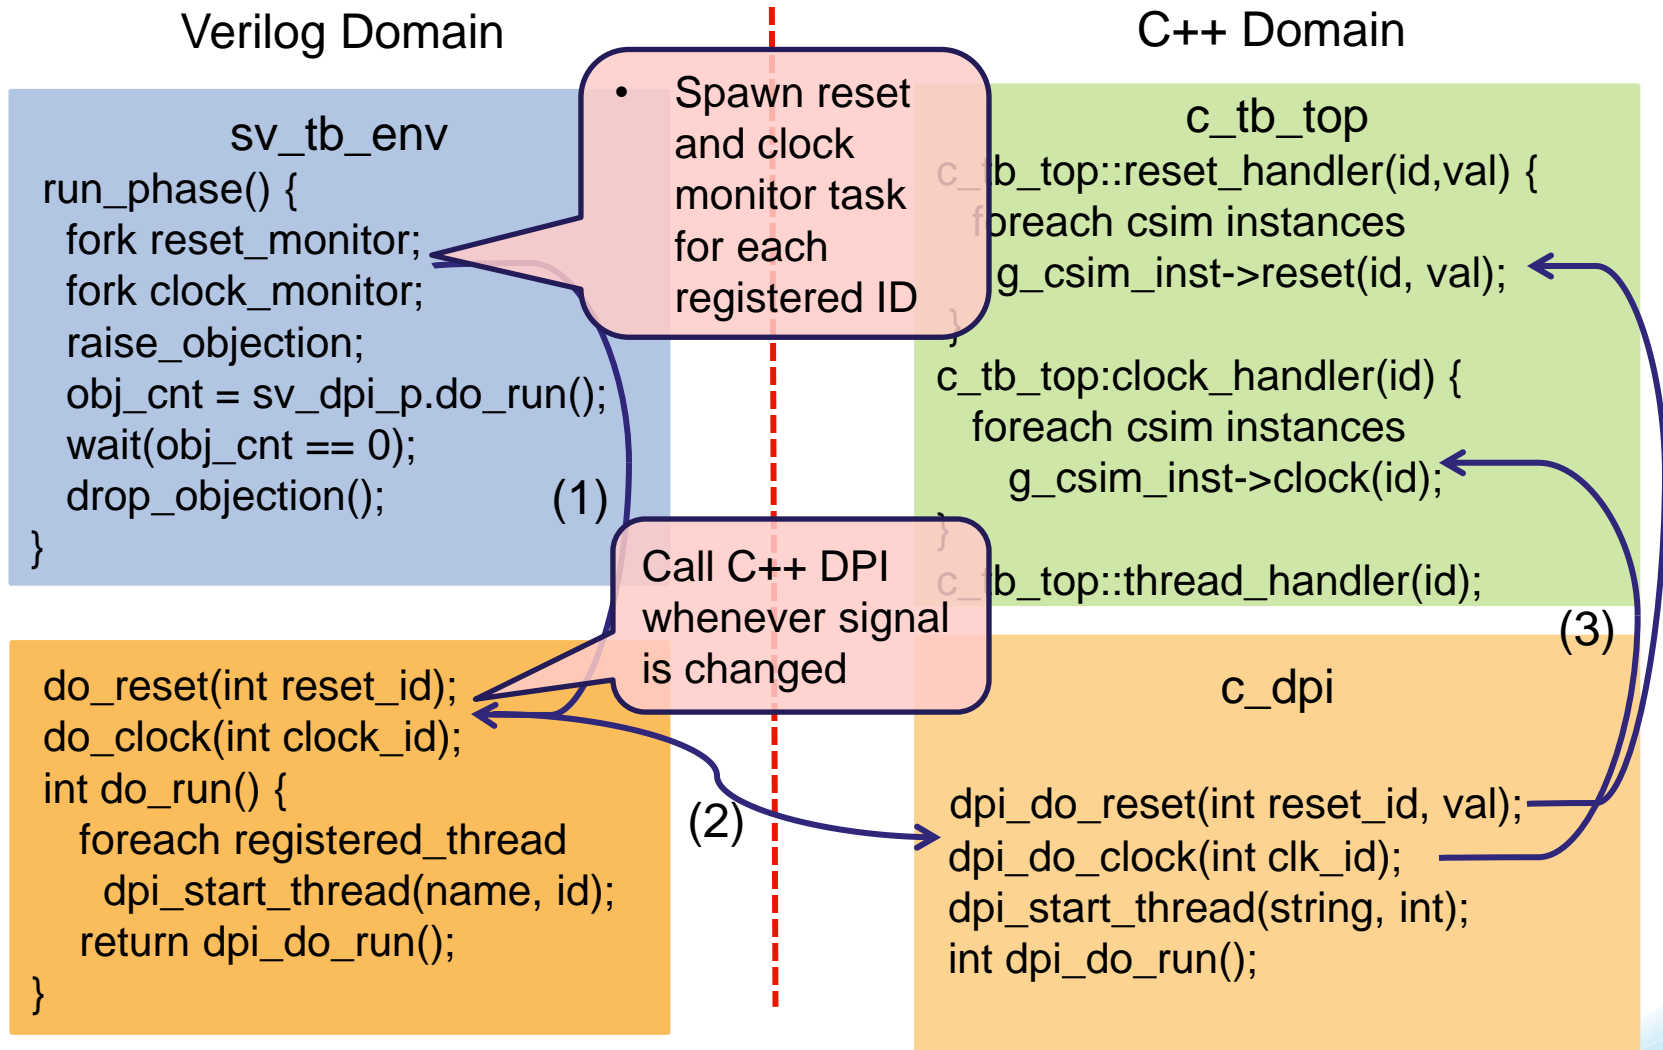 Verilog Domain
C++ Domain
sv_tb_env
run_phase() {
fork reset_monitor;
fork clock_monitor;
raise_objection;
obj_cnt = sv_dpi_p.do_run();
wait(obj_cnt == 0);
drop_objection();
}
(1)
• Spawn reset
and clock
monitor task
for each
registered ID
c_tb_top
c_tb_top::reset_handler(id,val) {
foreach csim instances
g_csim_inst->reset(id, val);
}
c_tb_top:clock_handler(id) {
foreach csim instances
g_csim_inst->clock(id);
}
c_tb_top::thread_handler(id);
Call C++ DPI
whenever signal
is changed
do_reset(int reset_id);
do_clock(int clock_id);
int do_run() {
foreach registered_thread
dpi_start_thread(name, id);
return dpi_do_run();
}
(2)
(3)
c_dpi
dpi_do_reset(int reset_id, val);
dpi_do_clock(int clk_id);
dpi_start_thread(string, int);
int dpi_do_run();